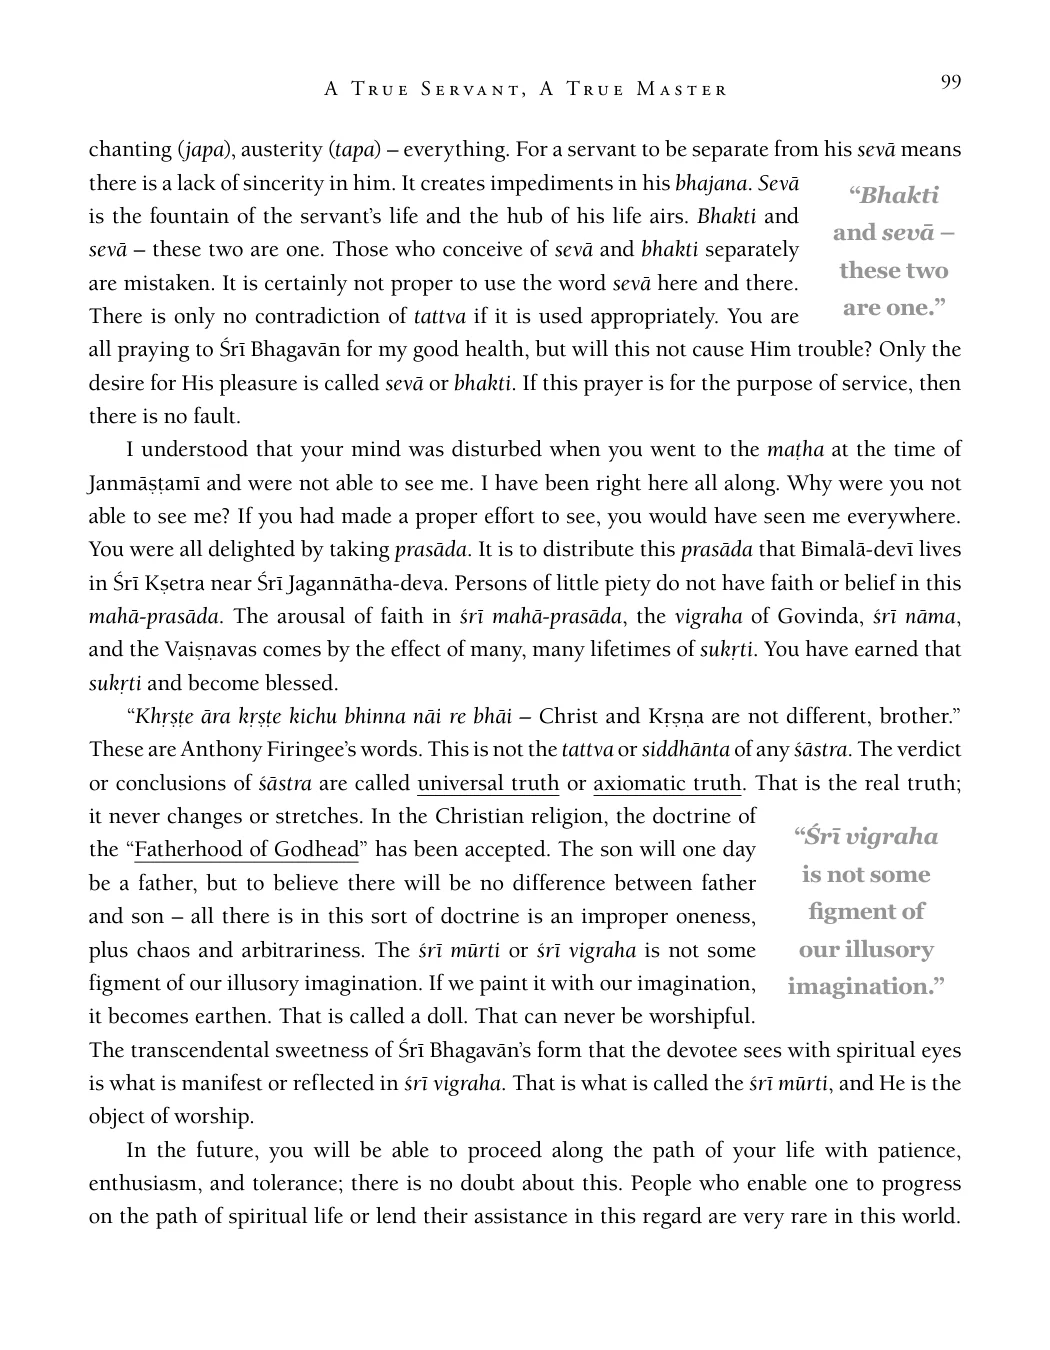 A True Servant, A True Master
99
chanting (japa), austerity (tapa) – everything. For a servant to be separate from his sevā means
there is a lack of sincerity in him. It creates impediments in his bhajana. Sevā
is the fountain of the servant’s life and the hub of his life airs. Bhakti and
sevā – these two are one. Those who conceive of sevā and bhakti separately
are mistaken. It is certainly not proper to use the word sevā here and there.
There is only no contradiction of tattva if it is used appropriately. You are
“Bhakti
and sevā –
these two
are one.”
all praying to Śrī Bhagavān for my good health, but will this not cause Him trouble? Only the
desire for His pleasure is called sevā or bhakti. If this prayer is for the purpose of service, then
there is no fault.
I understood that your mind was disturbed when you went to the maṭha at the time of
Janmāṣṭamī and were not able to see me. I have been right here all along. Why were you not
able to see me? If you had made a proper effort to see, you would have seen me everywhere.
You were all delighted by taking prasāda. It is to distribute this prasāda that Bimalā-devī lives
in Śrī Kṣetra near Śrī Jagannātha-deva. Persons of little piety do not have faith or belief in this
mahā-prasāda. The arousal of faith in śrī mahā-prasāda, the vigraha of Govinda, śrī nāma,
and the Vaiṣṇavas comes by the effect of many, many lifetimes of sukṛti. You have earned that
sukṛti and become blessed.
“Khṛṣṭe āra kṛṣṭe kichu bhinna nāi re bhāi – Christ and Kṛṣṇa are not different, brother.”
These are Anthony Firingee’s words. This is not the tattva or siddhānta of any śāstra. The verdict
or conclusions of śāstra are called universal truth or axiomatic truth. That is the real truth;
it never changes or stretches. In the Christian religion, the doctrine of
the “Fatherhood of Godhead” has been accepted. The son will one day
be a father, but to believe there will be no difference between father
and son – all there is in this sort of doctrine is an improper oneness,
plus chaos and arbitrariness. The śrī mūrti or śrī vigraha is not some
figment of our illusory imagination. If we paint it with our imagination,
it becomes earthen. That is called a doll. That can never be worshipful.
“Śrī vigraha
is not some
figment of
our illusory
imagination.”
The transcendental sweetness of Śrī Bhagavān’s form that the devotee sees with spiritual eyes
is what is manifest or reflected in śrī vigraha. That is what is called the śrī mūrti, and He is the
object of worship.
In the future, you will be able to proceed along the path of your life with patience,
enthusiasm, and tolerance; there is no doubt about this. People who enable one to progress
on the path of spiritual life or lend their assistance in this regard are very rare in this world.